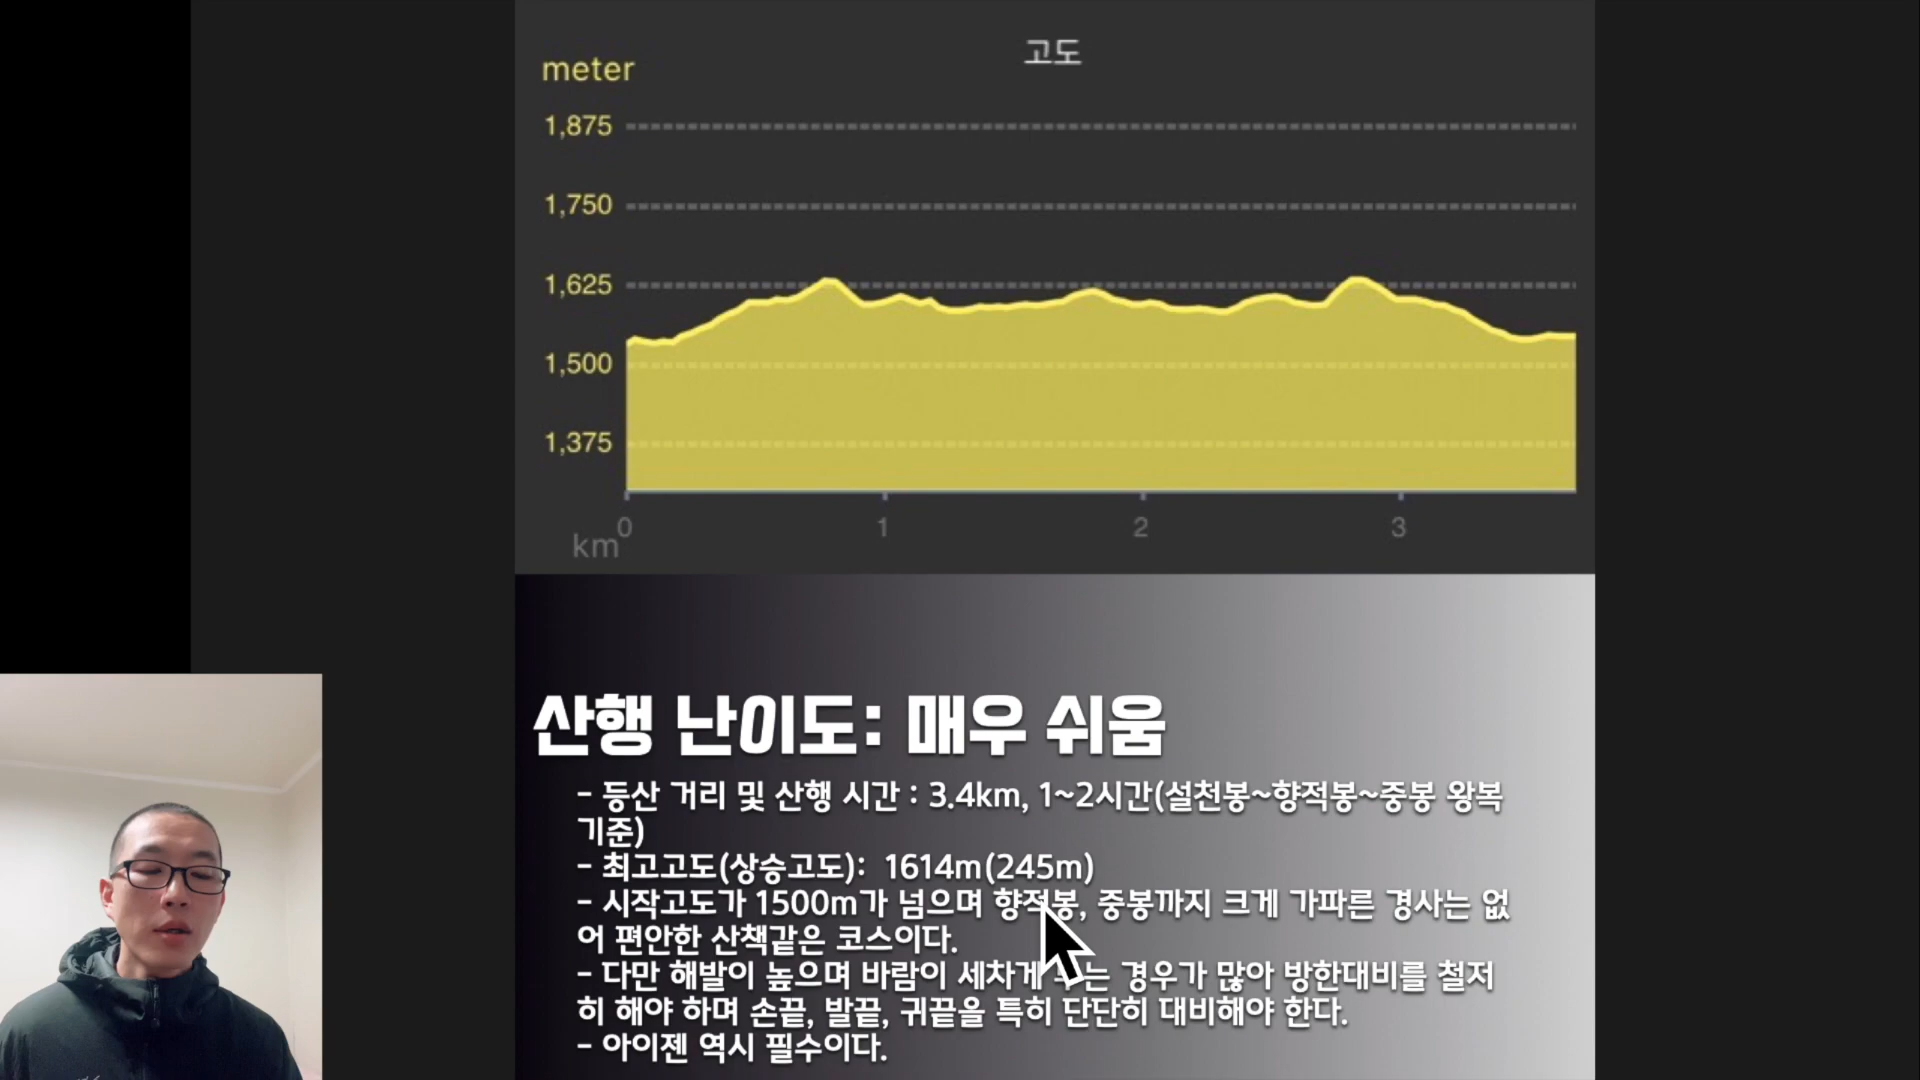 고도
meter
1,875
1,750
1,625
1,500
1,375
0 1 2 3
km
산행 난이도: 매우 쉬움
- 등산 거리 및 산행 시간 : 3.4km, 1~2시간(설천봉~향적봉~중봉 왕복
기준)
- 최고고도(상승고도): 1614m(245m)
- 시작고도가 1500m가 넘으며 향적봉, 중봉까지 크게 가파른 경사는 없
어 편안한 산책같은 코스이다.
- 다만 해발이 높으며 바람이 세차게 부는 경우가 많아 방한대비를 철저
히 해야 하며 손끝, 발끝, 귀끝을 특히 단단히 대비해야 한다.
- 아이젠 역시 필수이다.